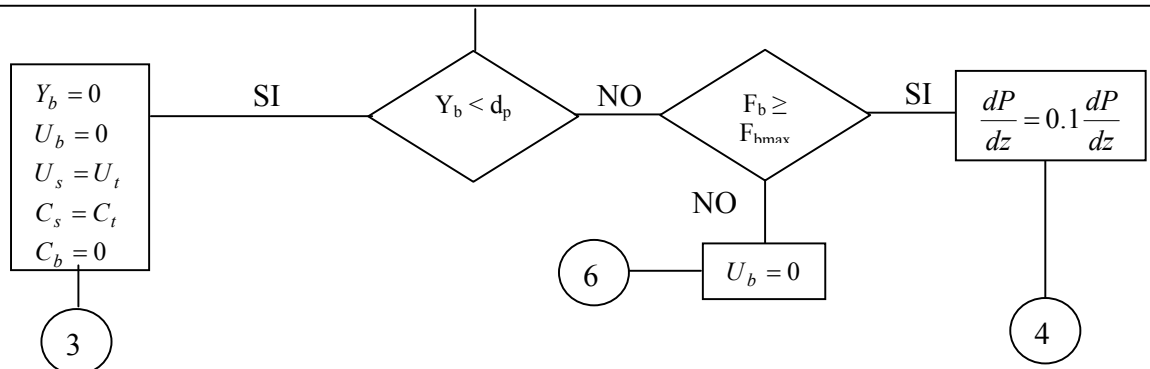 Y_b = 0
U_b = 0
U_s = U_t
C_s = C_t
C_b = 0
SI
Y_b < d_p
NO
F_b ≥
F_bmax
SI
dP/dz = 0.1 dP/dz
NO
6
U_b = 0
3
4